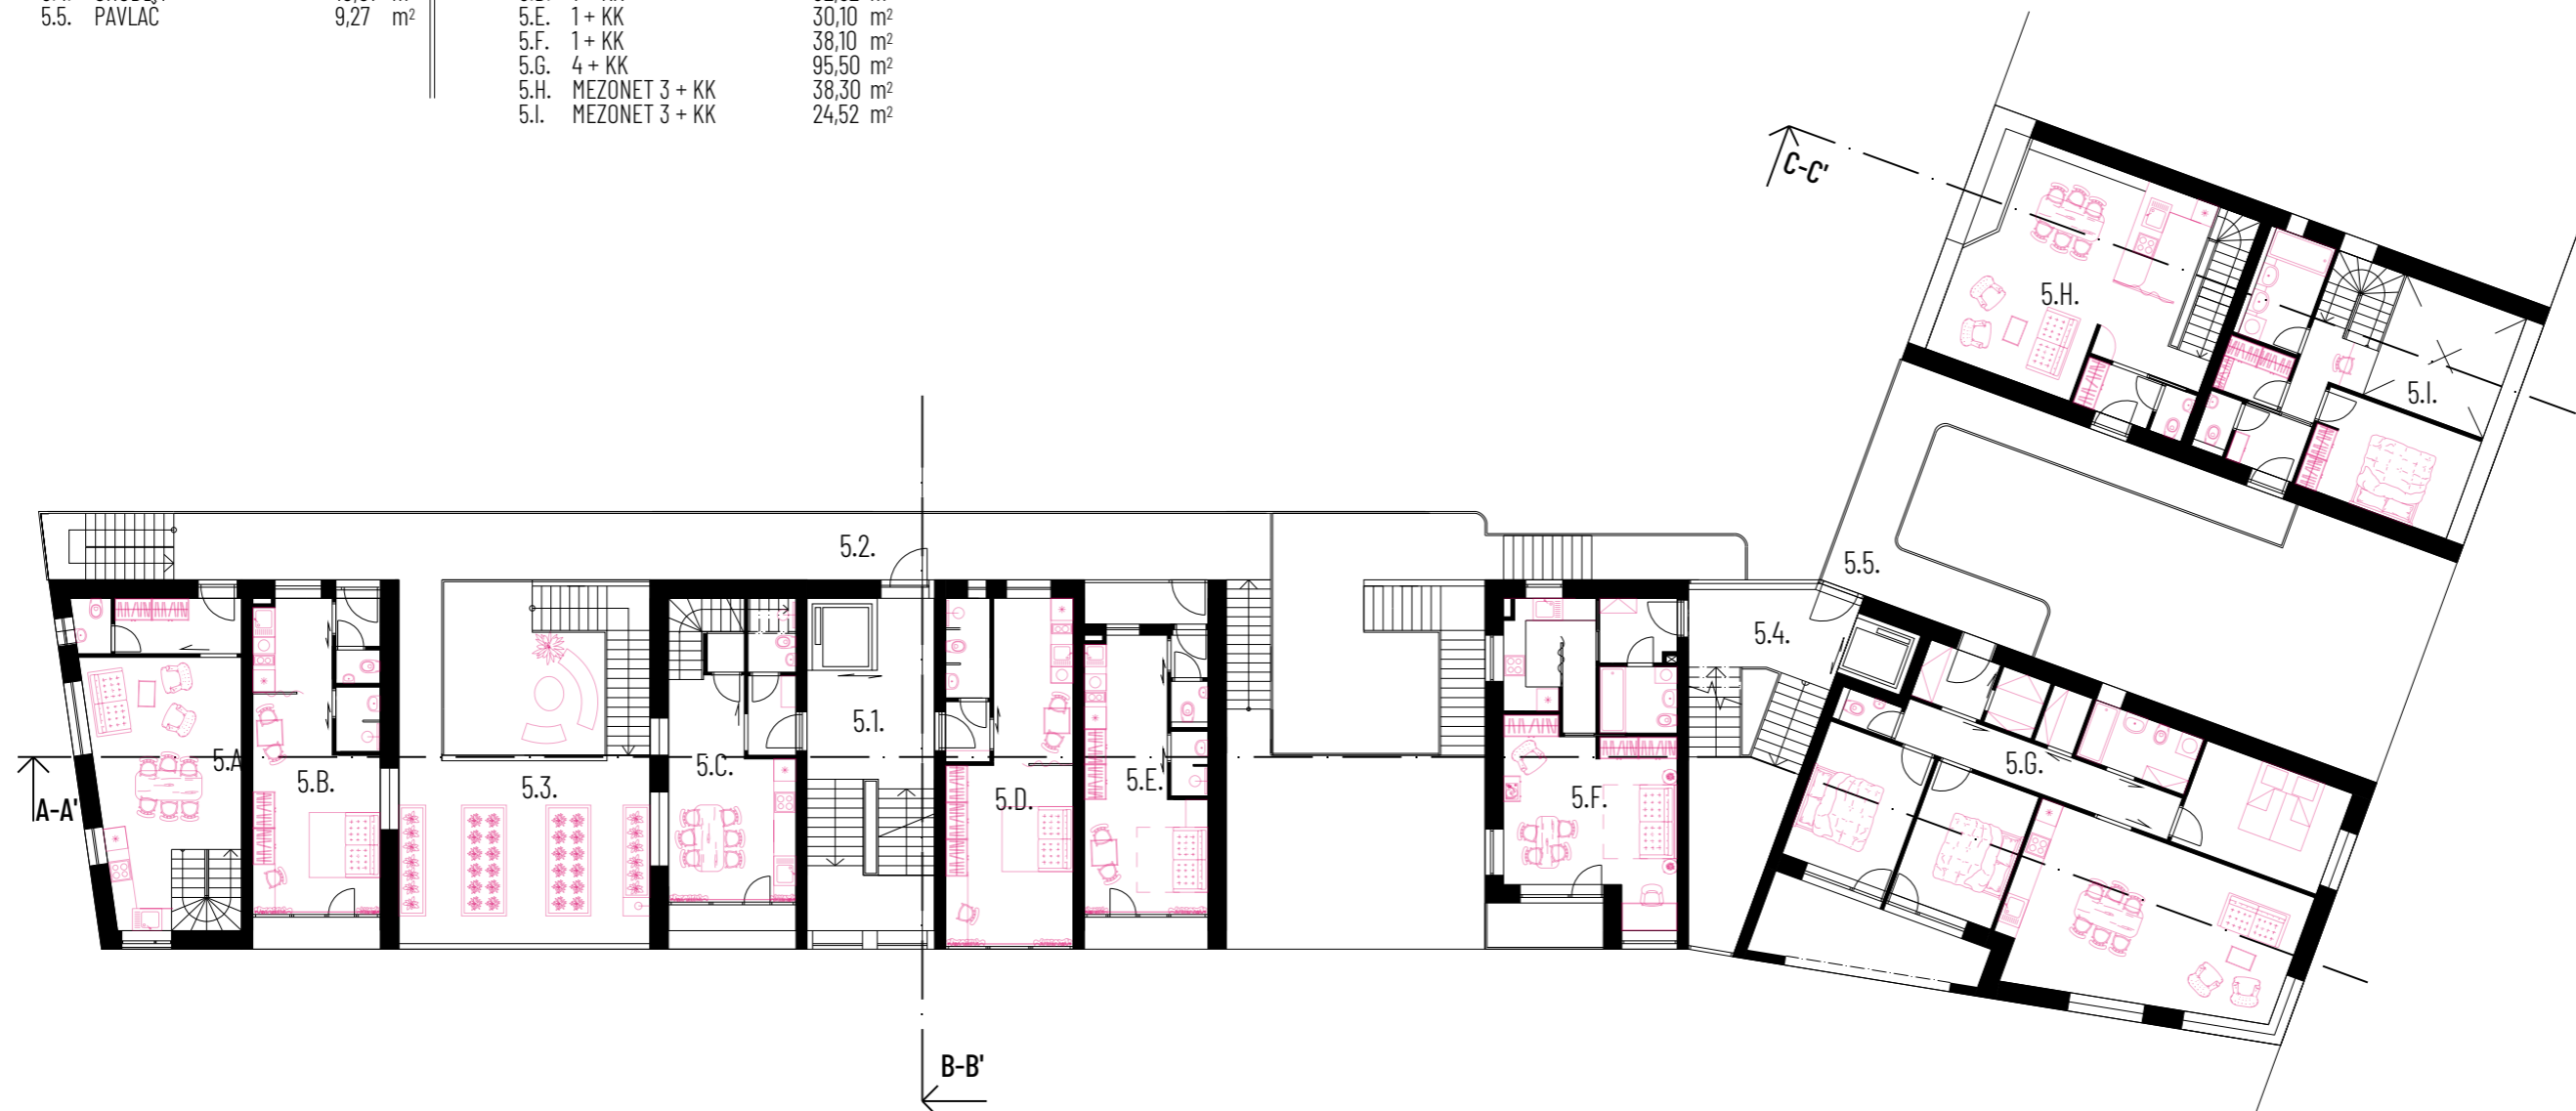 5.5. PAVLAČ 9,27 m²
5.E. 1 + KK 30,10 m²
5.F. 1 + KK 38,10 m²
5.G. 4 + KK 95,50 m²
5.H. MEZONET 3 + KK 38,30 m²
5.I. MEZONET 3 + KK 24,52 m²
C-C'
5.H.
5.I.
5.2.
5.5.
5.4.
5.1.
5.A
5.B.
5.3.
5.C.
5.D.
5.E.
5.F.
5.G.
A-A'
B-B'